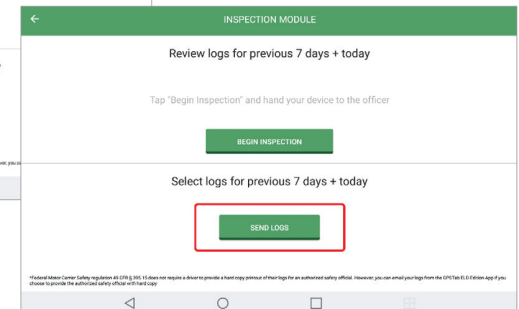 INSPECTION MODULE
Review logs for previous 7 days + today
Tap "Begin Inspection" and hand your device to the officer
BEGIN INSPECTION
Select logs for previous 7 days + today
SEND LOGS
*Federal Motor Carrier Safety regulation 49 CFR § 395.15 does not require a driver to provide a hard copy printout of their logs for an authorized safety official. However, you can email your logs from the GPSTab ELD Edition App if you
choose to provide the authorized safety official with hard copy